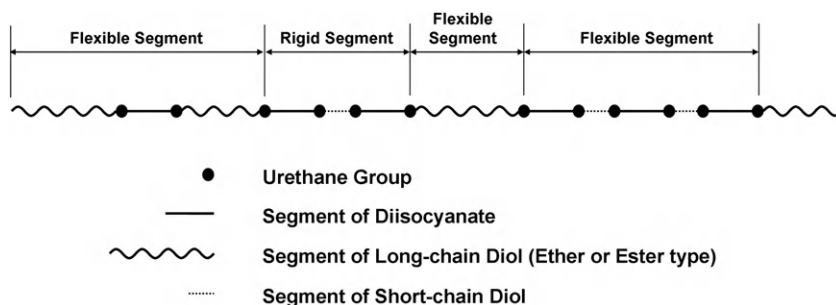 Flexible Segment
Rigid Segment
Flexible
Segment
Flexible Segment
Urethane Group
Segment of Diisocyanate
Segment of Long-chain Diol (Ether or Ester type)
Segment of Short-chain Diol